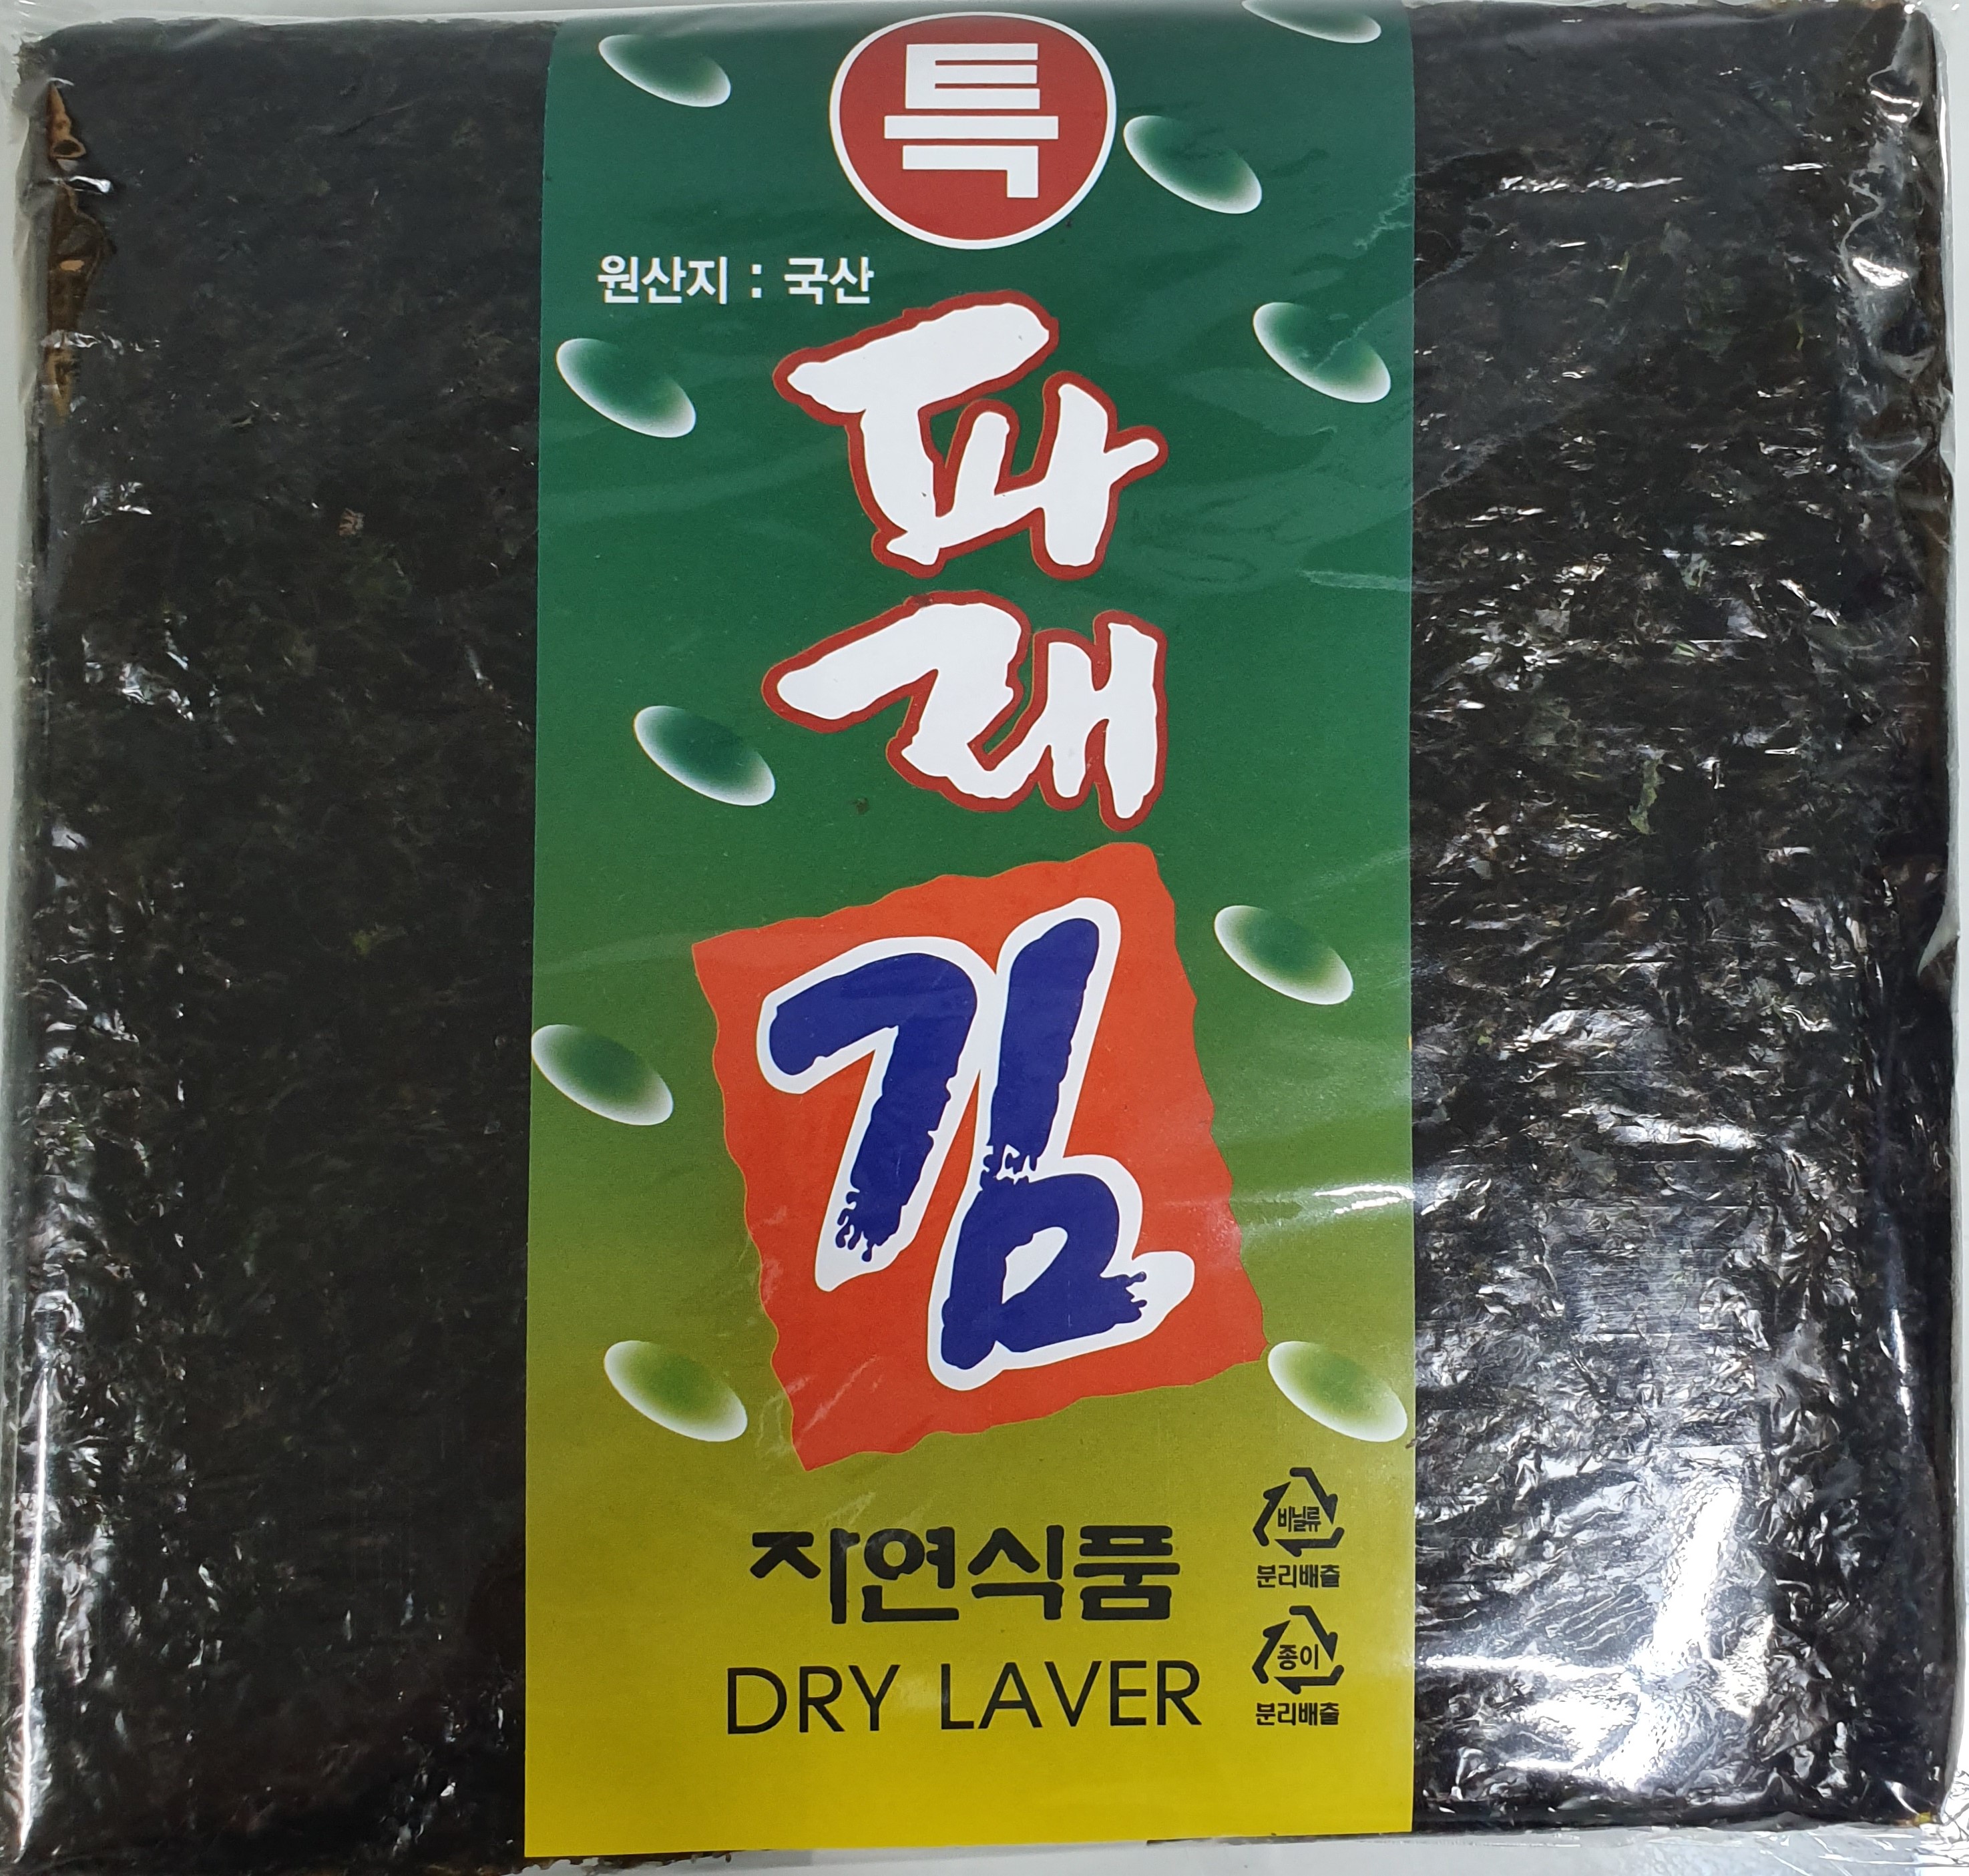 특
원산지 : 국산
파래
김
자연식품
DRY LAVER
비닐류
분리배출
종이
분리배출